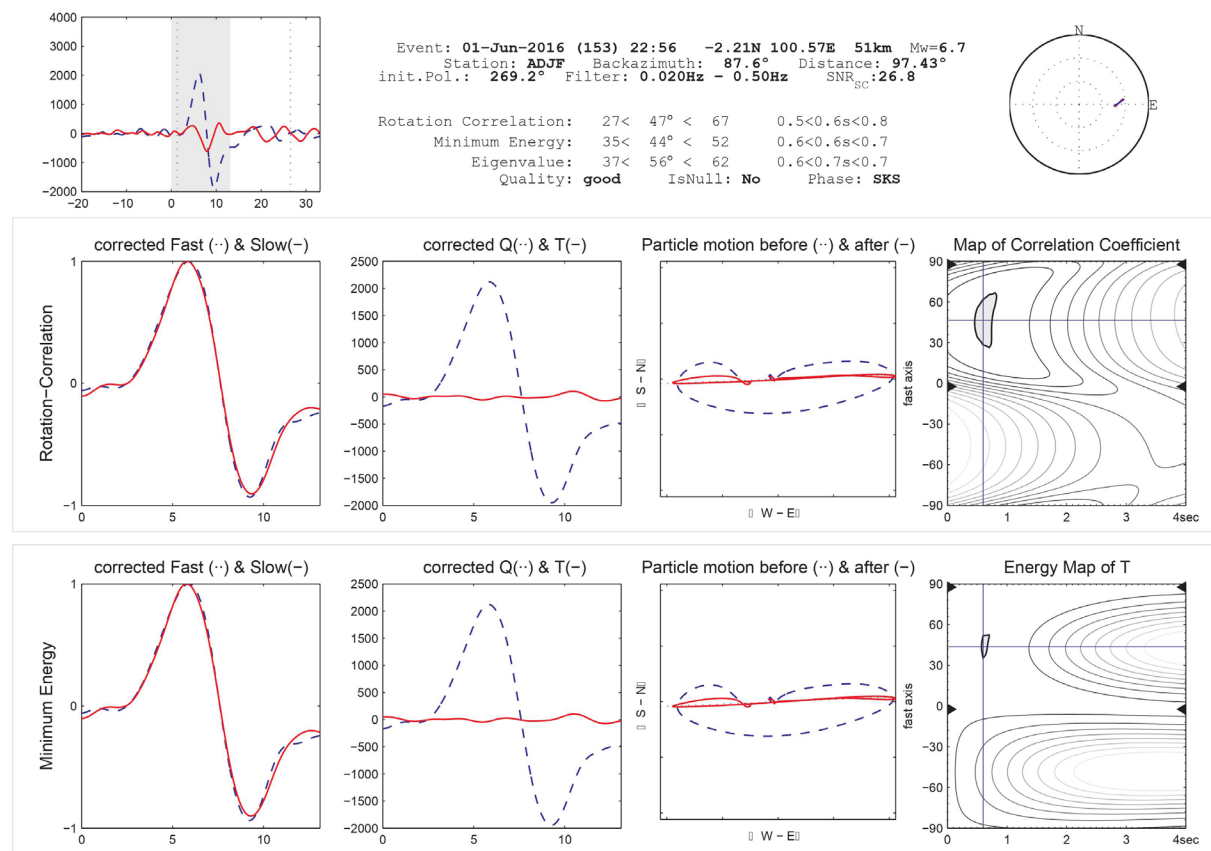 4000
3000
2000
1000
0
−1000
−2000
−20 −10 0 10 20 30
Event: 01−Jun−2016 (153) 22:56 −2.21N 100.57E 51km Mw=6.7
Station: ADJF Backazimuth: 87.6° Distance: 97.43°
init.Pol.: 269.2° Filter: 0.020Hz − 0.50Hz SNRSC:26.8
Rotation Correlation: 27< 47° < 67 0.5<0.6s<0.8
Minimum Energy: 35< 44° < 52 0.6<0.6s<0.7
Eigenvalue: 37< 56° < 62 0.6<0.7s<0.7
Quality: good IsNull: No Phase: SKS
N
E
corrected Fast (··) & Slow(−)
corrected Q(··) & T(−)
Particle motion before (··) & after (−)
Map of Correlation Coefficient
Rotation−Correlation
1
0
−1
0 5 10
2500
2000
1500
1000
500
0
−500
−1000
−1500
−2000
0 5 10
S − N
W − E
fast axis
90
60
30
0
−30
−60
−90
0 1 2 3 4sec
corrected Fast (··) & Slow(−)
corrected Q(··) & T(−)
Particle motion before (··) & after (−)
Energy Map of T
Minimum Energy
1
0
−1
0 5 10
2500
2000
1500
1000
500
0
−500
−1000
−1500
−2000
0 5 10
S − N
W − E
fast axis
90
60
30
0
−30
−60
−90
0 1 2 3 4sec